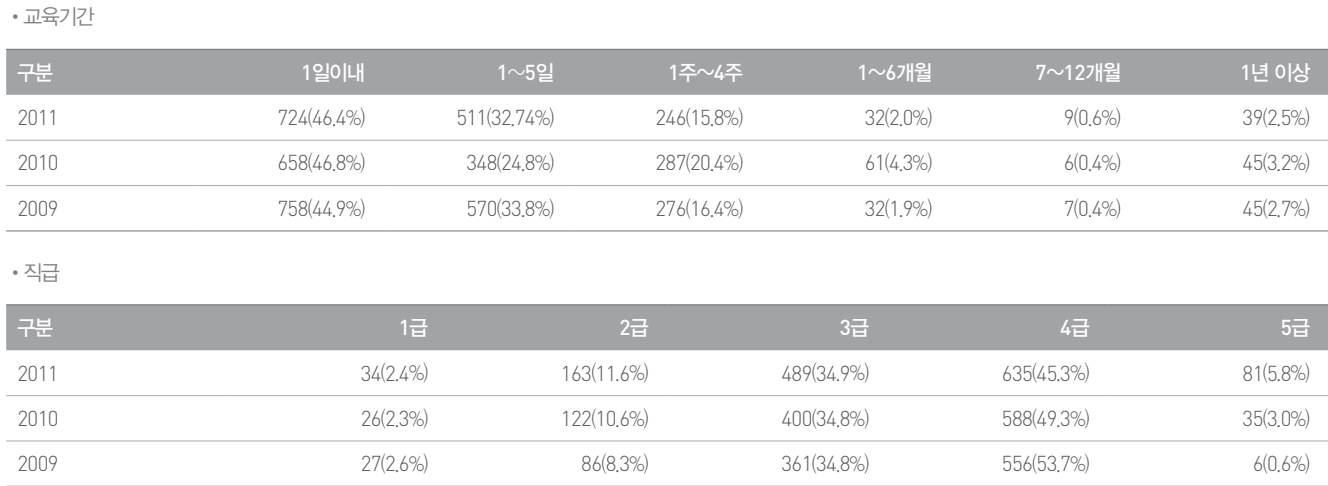 • 교육기간
구분 1일이내 1~5일 1주~4주 1~6개월 7~12개월 1년 이상
2011 724(46.4%) 511(32.74%) 246(15.8%) 32(2.0%) 9(0.6%) 39(2.5%)
2010 658(46.8%) 348(24.8%) 287(20.4%) 61(4.3%) 6(0.4%) 45(3.2%)
2009 758(44.9%) 570(33.8%) 276(16.4%) 32(1.9%) 7(0.4%) 45(2.7%)
• 직급
구분 1급 2급 3급 4급 5급
2011 34(2.4%) 163(11.6%) 489(34.9%) 635(45.3%) 81(5.8%)
2010 26(2.3%) 122(10.6%) 400(34.8%) 588(49.3%) 35(3.0%)
2009 27(2.6%) 86(8.3%) 361(34.8%) 556(53.7%) 6(0.6%)